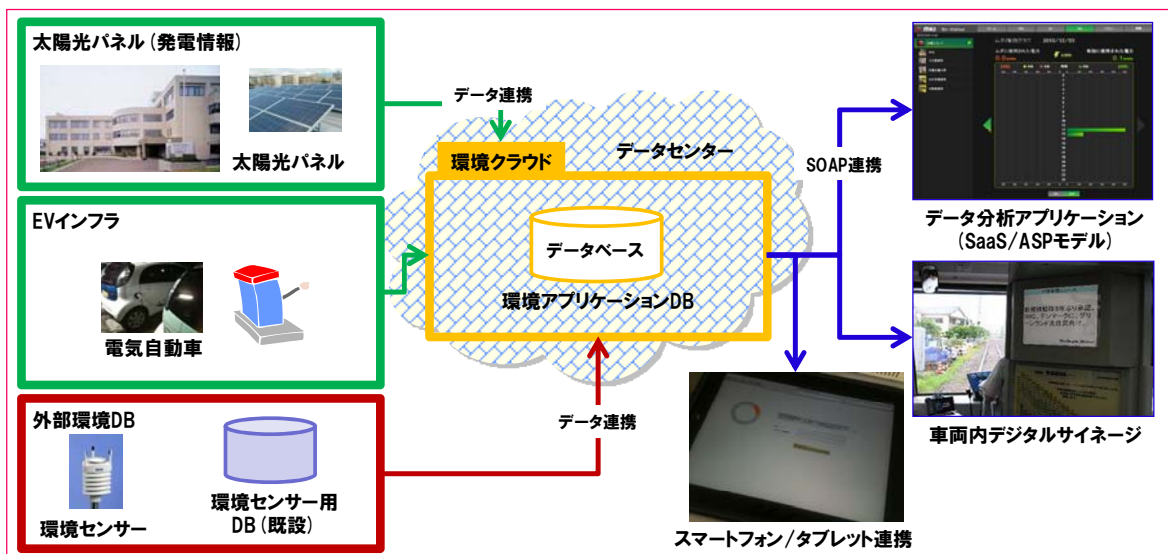 太陽光パネル(発電情報)
太陽光パネル
データ連携
環境クラウド
データセンター
SOAP連携
データ分析アプリケーション
(SaaS/ASPモデル)
EVインフラ
電気自動車
データベース
環境アプリケーションDB
外部環境DB
環境センサー
環境センサー用
DB(既設)
データ連携
スマートフォン/タブレット連携
車両内デジタルサイネージ